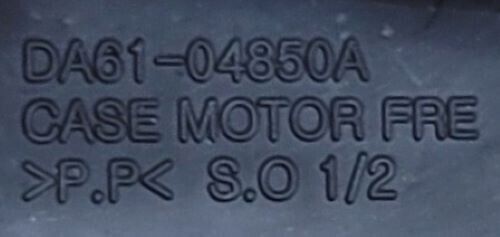 DA61-04850A
CASE MOTOR FRE
>P.P< S.O 1/2